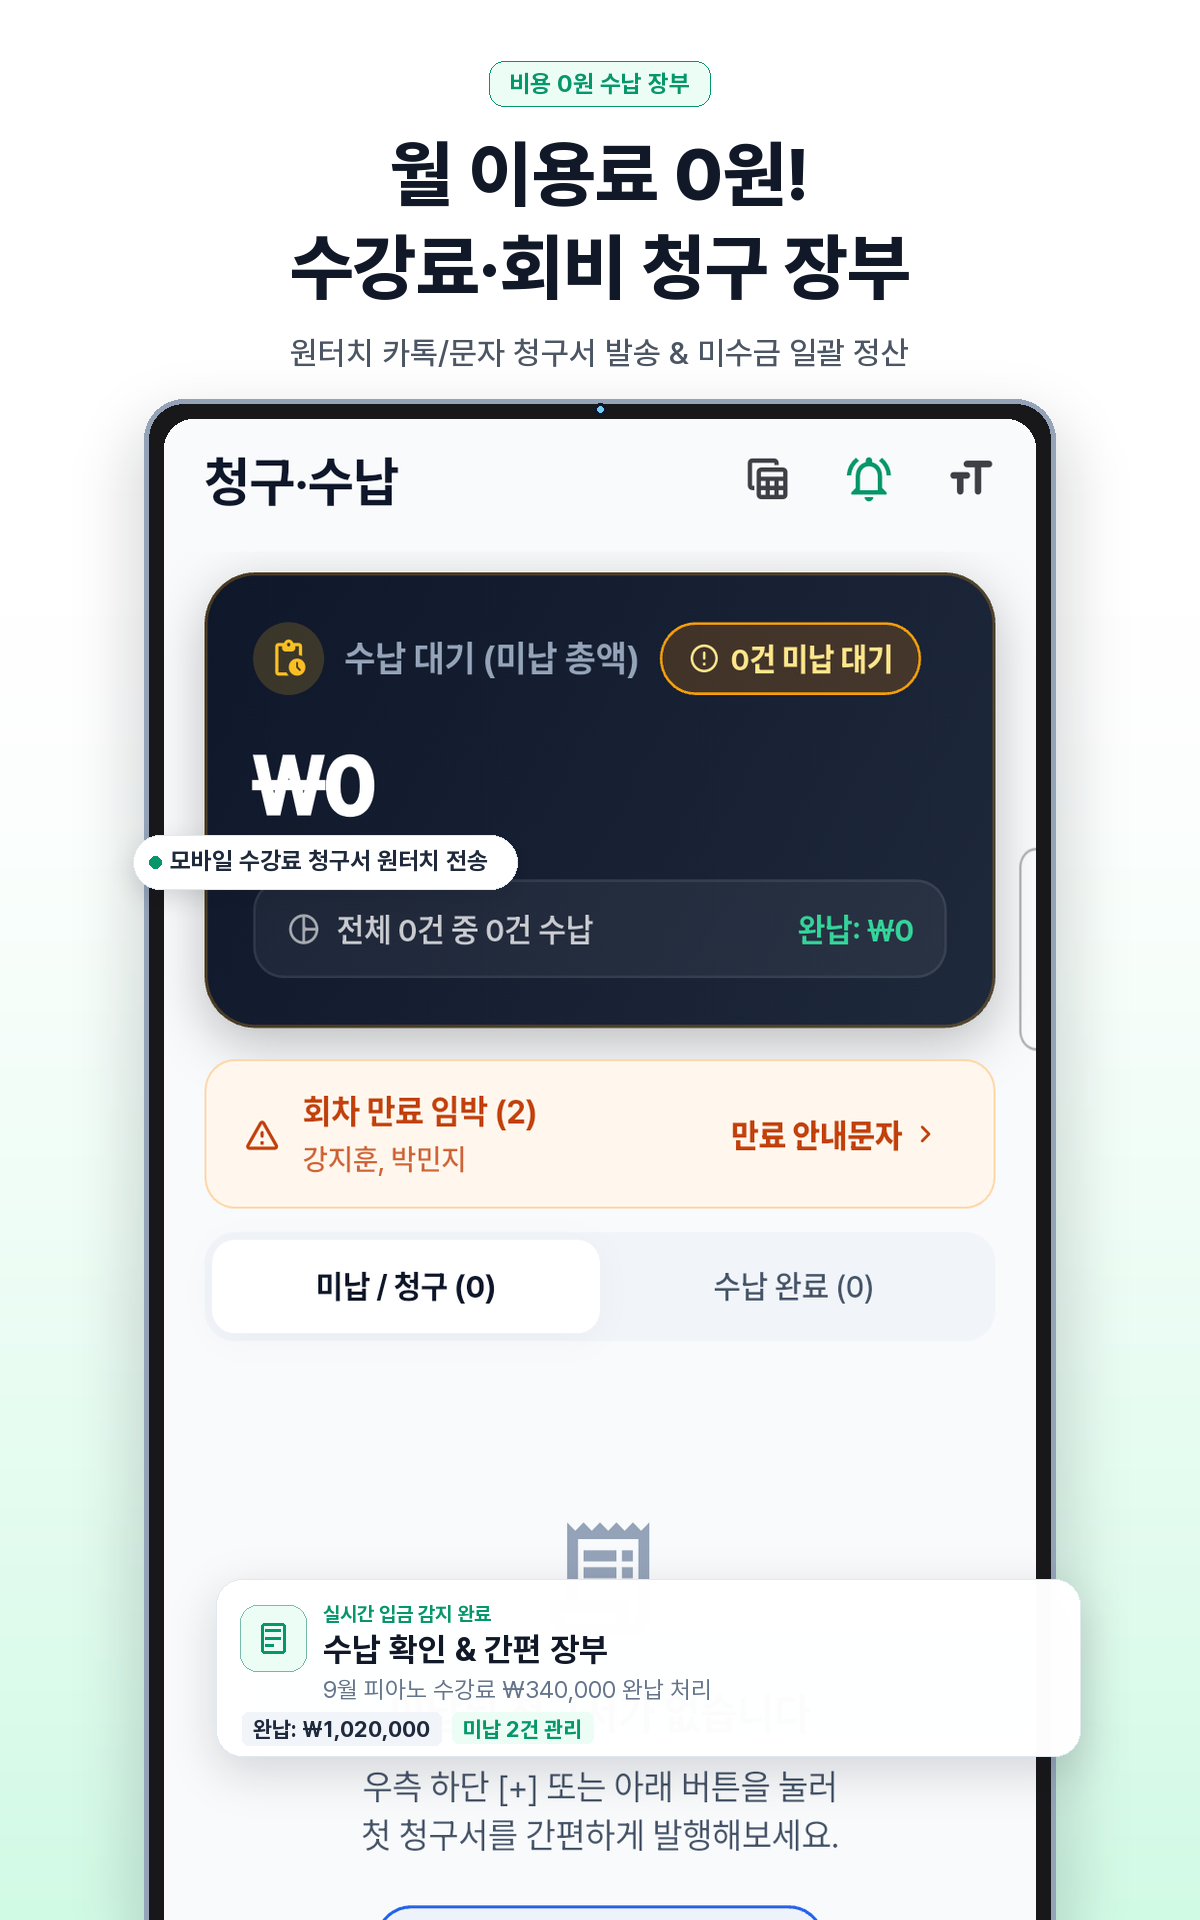 비용 0원 수납 장부
월 이용료 0원!
수강료·회비 청구 장부
원터치 카톡/문자 청구서 발송 & 미수금 일괄 정산
청구·수납
수납 대기 (미납 총액)
0건 미납 대기
₩0
모바일 수강료 청구서 원터치 전송
전체 0건 중 0건 수납
완납: ₩0
회차 만료 임박 (2)
강지훈, 박민지
만료 안내문자
미납 / 청구 (0)
수납 완료 (0)
실시간 입금 감지 완료
수납 확인 & 간편 장부
9월 피아노 수강료 ₩340,000 완납 처리
완납: ₩1,020,000
미납 2건 관리
없습니다
우측 하단 [+] 또는 아래 버튼을 눌러
첫 청구서를 간편하게 발행해보세요.